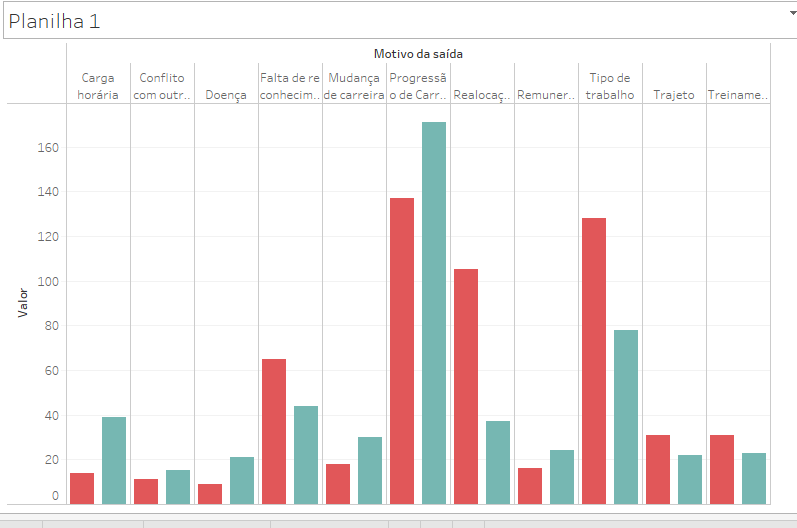 Planilha 1
Motivo da saída
Carga
horária
Conflito
com outr..
Doença
Falta de re
conhecim..
Mudança
de carreira
Progressã
o de Carr..
Realocaç..
Remuner..
Tipo de
trabalho
Trajeto
Treiname..
Valor
160
140
120
100
80
60
40
20
0